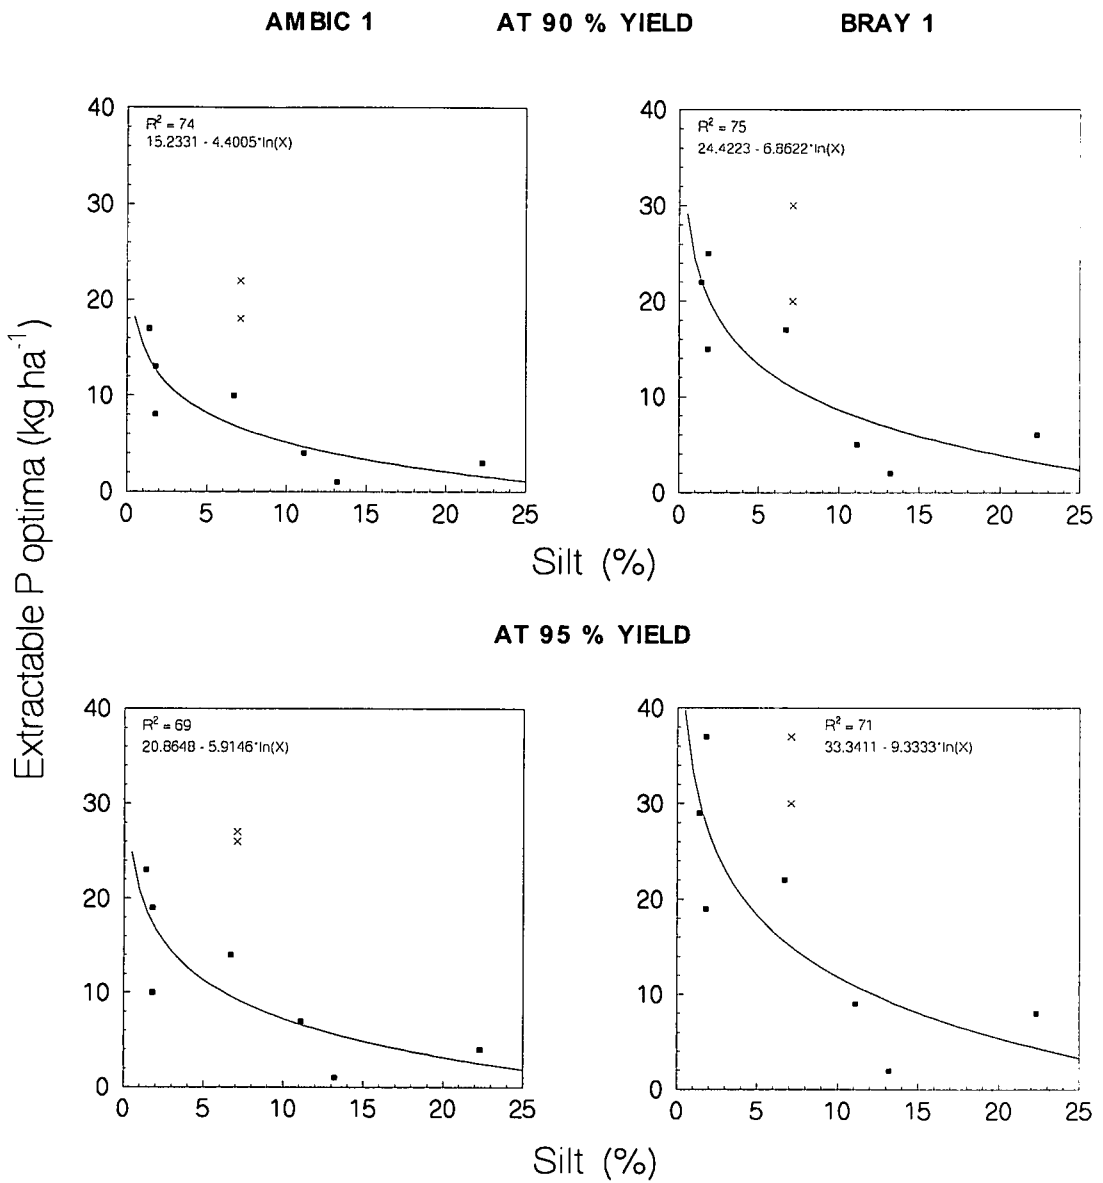 AMBIC 1 AT 90 % YIELD BRAY 1
Extractable P optima (kg ha⁻¹)
R² = 74
15.2331 - 4.4005*ln(X)
40
30
20
10
0
0 5 10 15 20 25
R² = 75
24.4223 - 6.8622*ln(X)
40
30
20
10
0
0 5 10 15 20 25
Silt (%)
AT 95 % YIELD
R² = 69
20.8648 - 5.9146*ln(X)
40
30
20
10
0
0 5 10 15 20 25
R² = 71
33.3411 - 9.3333*ln(X)
40
30
20
10
0
0 5 10 15 20 25
Silt (%)